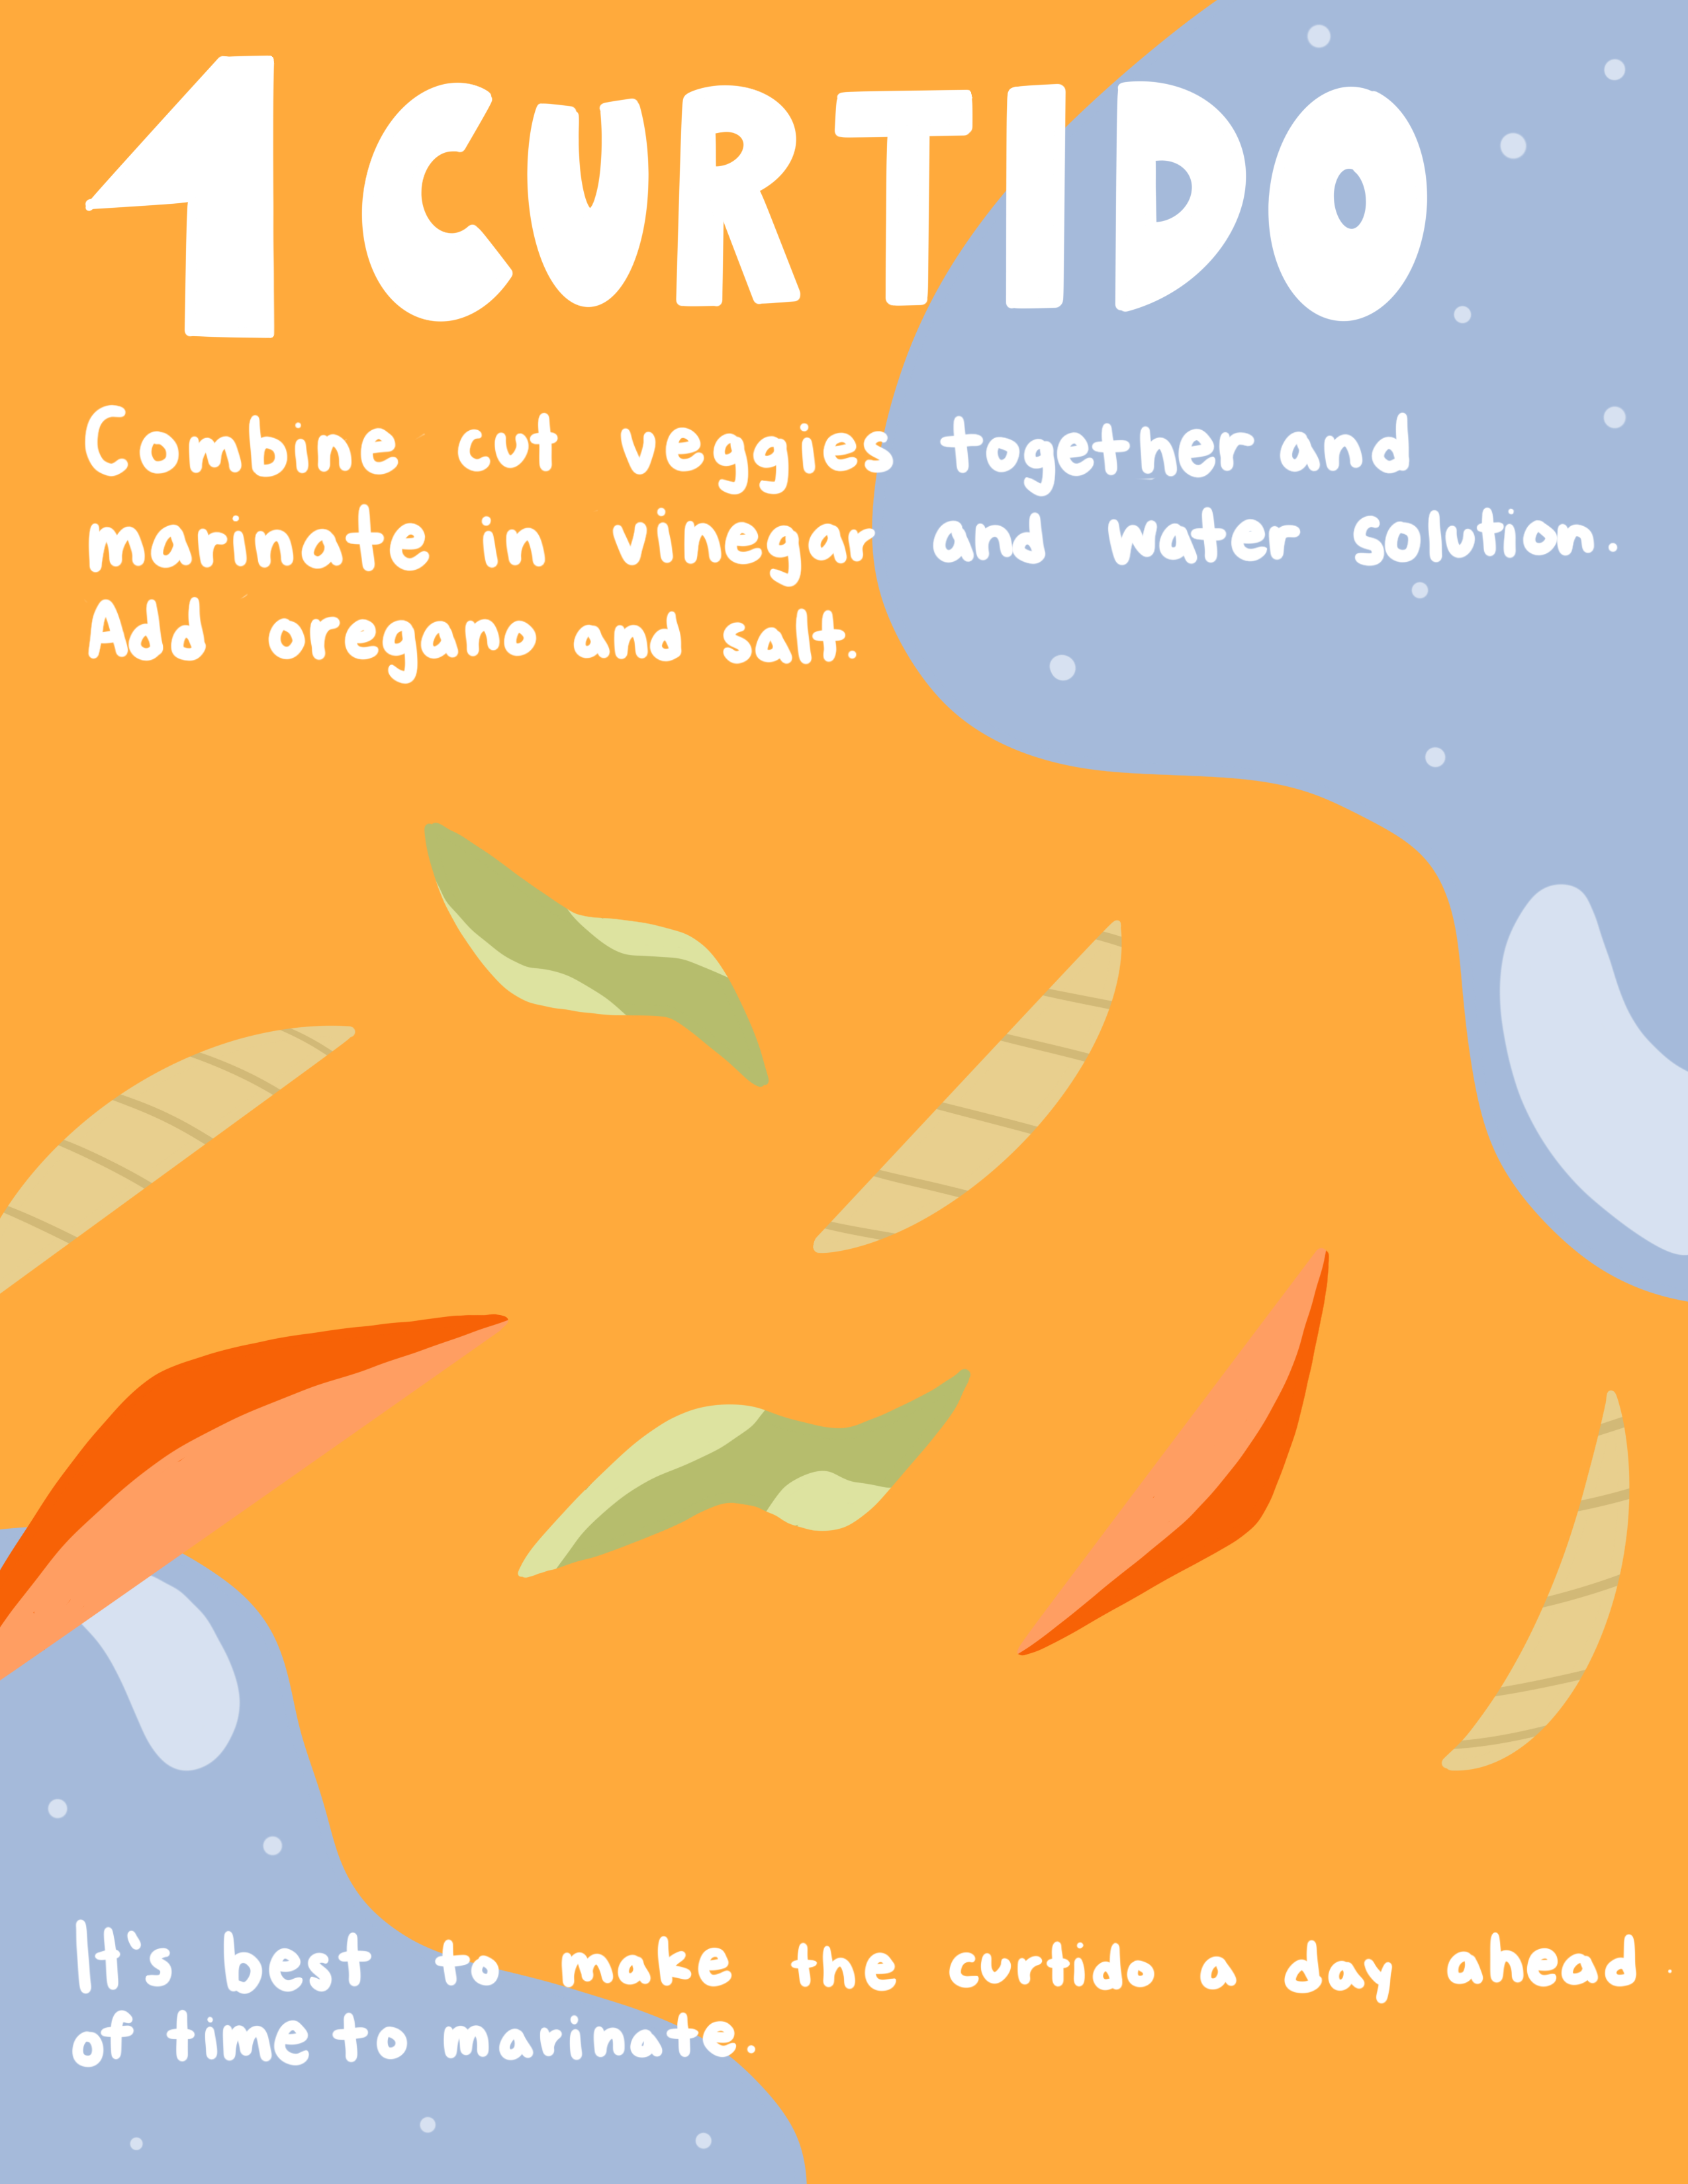 1 CURTIDO
Combine cut veggies together and
marinate in vinegar and water solution.
Add oregano and salt.
It's best to make the curtido a day ahead
of time to marinate.